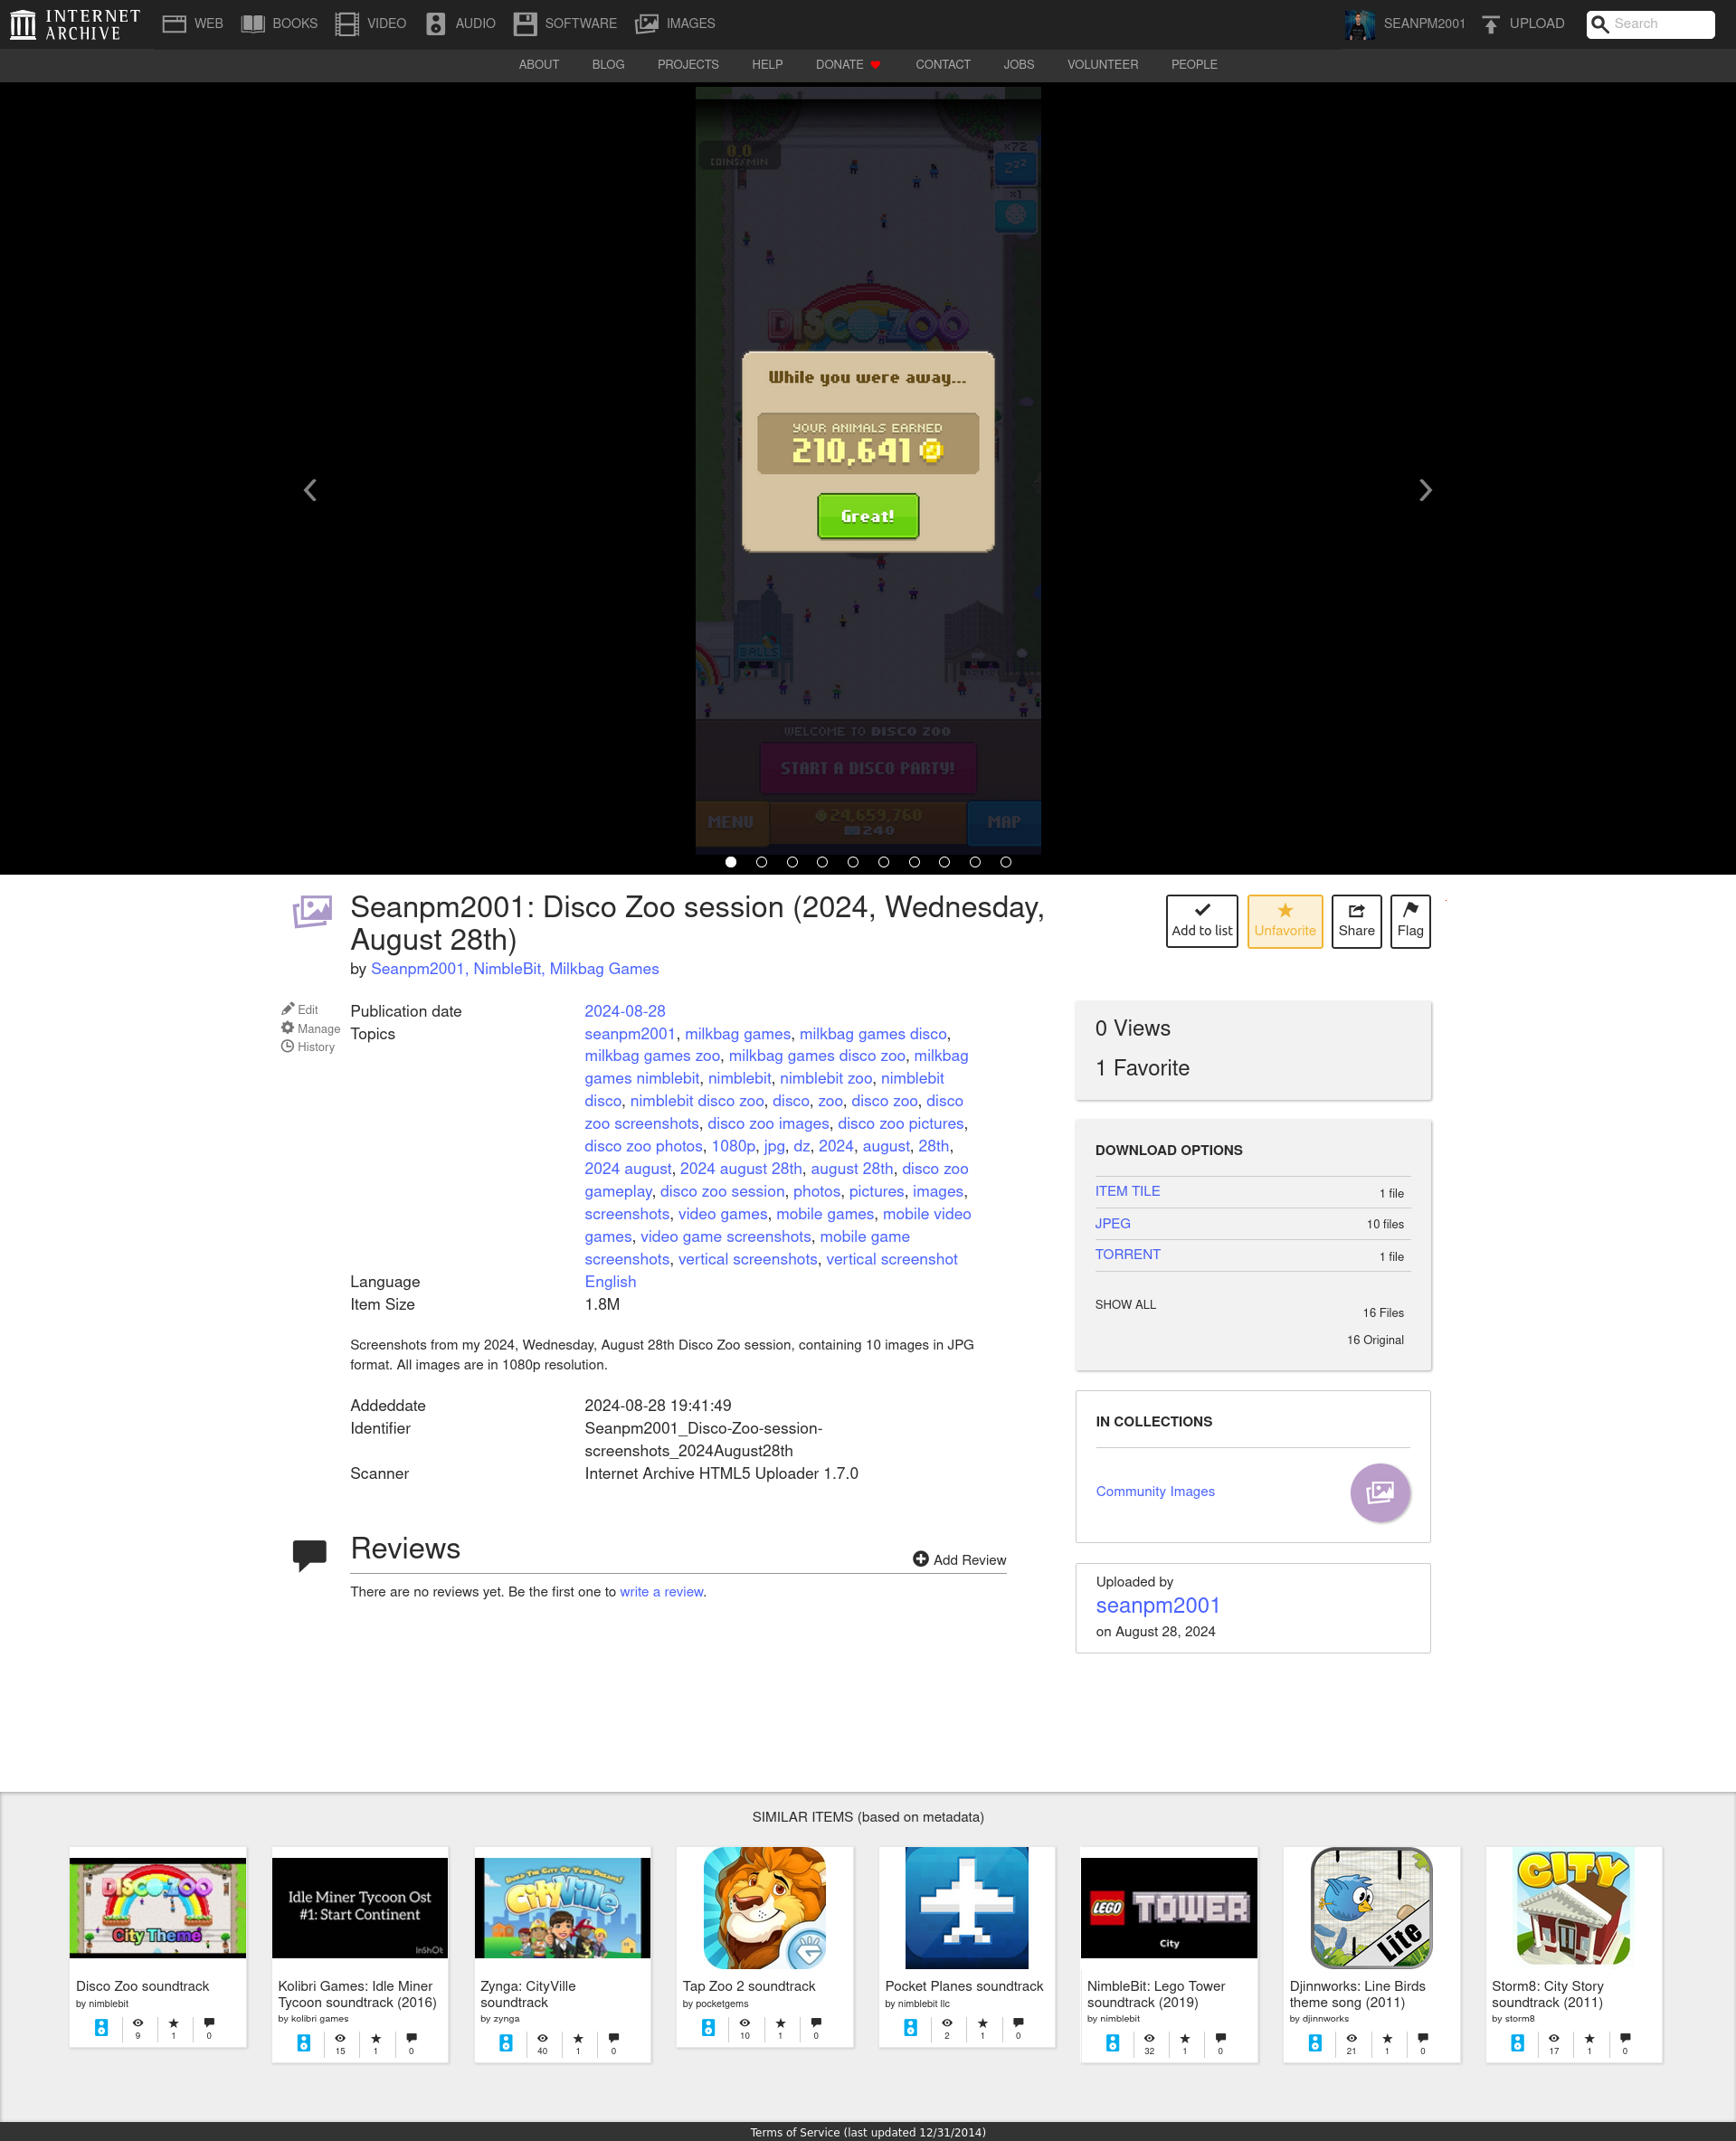 INTERNET ARCHIVE
WEB BOOKS VIDEO AUDIO SOFTWARE IMAGES SEANPM2001 UPLOAD Search
ABOUT BLOG PROJECTS HELP DONATE CONTACT JOBS VOLUNTEER PEOPLE
0.0
COINS/MIN
x72
zzz
x1
DISCO ZOO
While you were away...
YOUR ANIMALS EARNED
210,641
Great!
BALLS
WELCOME TO DISCO ZOO
START A DISCO PARTY!
MENU
24,659,760
240
MAP
Seanpm2001: Disco Zoo session (2024, Wednesday,
August 28th)
by Seanpm2001, NimbleBit, Milkbag Games
Add to list
Unfavorite
Share
Flag
Edit
Manage
History
Publication date 2024-08-28
Topics seanpm2001, milkbag games, milkbag games disco,
milkbag games zoo, milkbag games disco zoo, milkbag
games nimblebit, nimblebit, nimblebit zoo, nimblebit
disco, nimblebit disco zoo, disco, zoo, disco zoo, disco
zoo screenshots, disco zoo images, disco zoo pictures,
disco zoo photos, 1080p, jpg, dz, 2024, august, 28th,
2024 august, 2024 august 28th, august 28th, disco zoo
gameplay, disco zoo session, photos, pictures, images,
screenshots, video games, mobile games, mobile video
games, video game screenshots, mobile game
screenshots, vertical screenshots, vertical screenshot
Language English
Item Size 1.8M
Screenshots from my 2024, Wednesday, August 28th Disco Zoo session, containing 10 images in JPG
format. All images are in 1080p resolution.
Addeddate 2024-08-28 19:41:49
Identifier Seanpm2001_Disco-Zoo-session-
screenshots_2024August28th
Scanner Internet Archive HTML5 Uploader 1.7.0
Reviews
Add Review
There are no reviews yet. Be the first one to write a review.
0 Views
1 Favorite
DOWNLOAD OPTIONS
ITEM TILE 1 file
JPEG 10 files
TORRENT 1 file
SHOW ALL 16 Files
16 Original
IN COLLECTIONS
Community Images
Uploaded by
seanpm2001
on August 28, 2024
SIMILAR ITEMS (based on metadata)
DISCO ZOO
City Theme
Disco Zoo soundtrack
by nimblebit
9 1 0
Idle Miner Tycoon Ost
#1: Start Continent
InShOt
Kolibri Games: Idle Miner
Tycoon soundtrack (2016)
by kolibri games
15 1 0
BUILD THE CITY OF YOUR DREAMS!
CityVille
Zynga: CityVille
soundtrack
by zynga
40 1 0
Tap Zoo 2 soundtrack
by pocketgems
10 1 0
Pocket Planes soundtrack
by nimblebit llc
2 1 0
LEGO TOWER
City
NimbleBit: Lego Tower
soundtrack (2019)
by nimblebit
32 1 0
Lite
Djinnworks: Line Birds
theme song (2011)
by djinnworks
21 1 0
CITY
Storm8: City Story
soundtrack (2011)
by storm8
17 1 0
Terms of Service (last updated 12/31/2014)